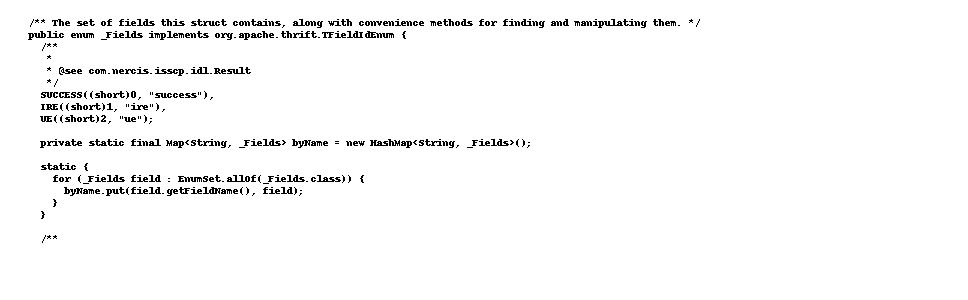 /** The set of fields this struct contains, along with convenience methods for finding and manipulating them. */
public enum _Fields implements org.apache.thrift.TFieldIdEnum {
/**
*
* @see com.nercis.isscp.idl.Result
*/
SUCCESS((short)0, "success"),
IRE((short)1, "ire"),
UE((short)2, "ue");
private static final Map<String, _Fields> byName = new HashMap<String, _Fields>();
static {
for (_Fields field : EnumSet.allOf(_Fields.class)) {
byName.put(field.getFieldName(), field);
}
}
/**